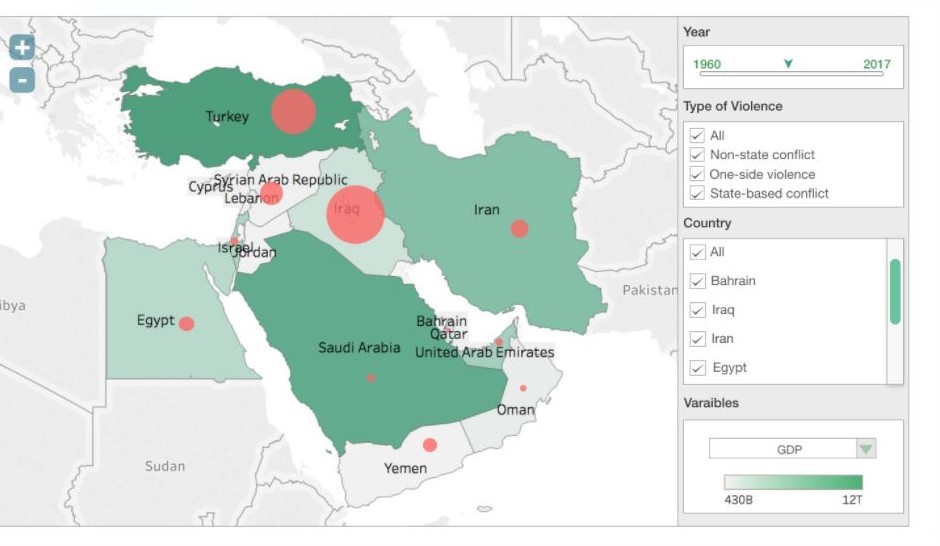 +
-
Turkey
Cyprus
Syrian Arab Republic
Lebanon
Iraq
Iran
Israel
Jordan
ibya
Egypt
Pakistan
Bahrain
Qatar
Saudi Arabia
United Arab Emirates
Oman
Sudan
Yemen
Year
1960 2017
Type of Violence
All
Non-state conflict
One-side violence
State-based conflict
Country
All
Bahrain
Iraq
Iran
Egypt
Varaibles
GDP
430B 12T